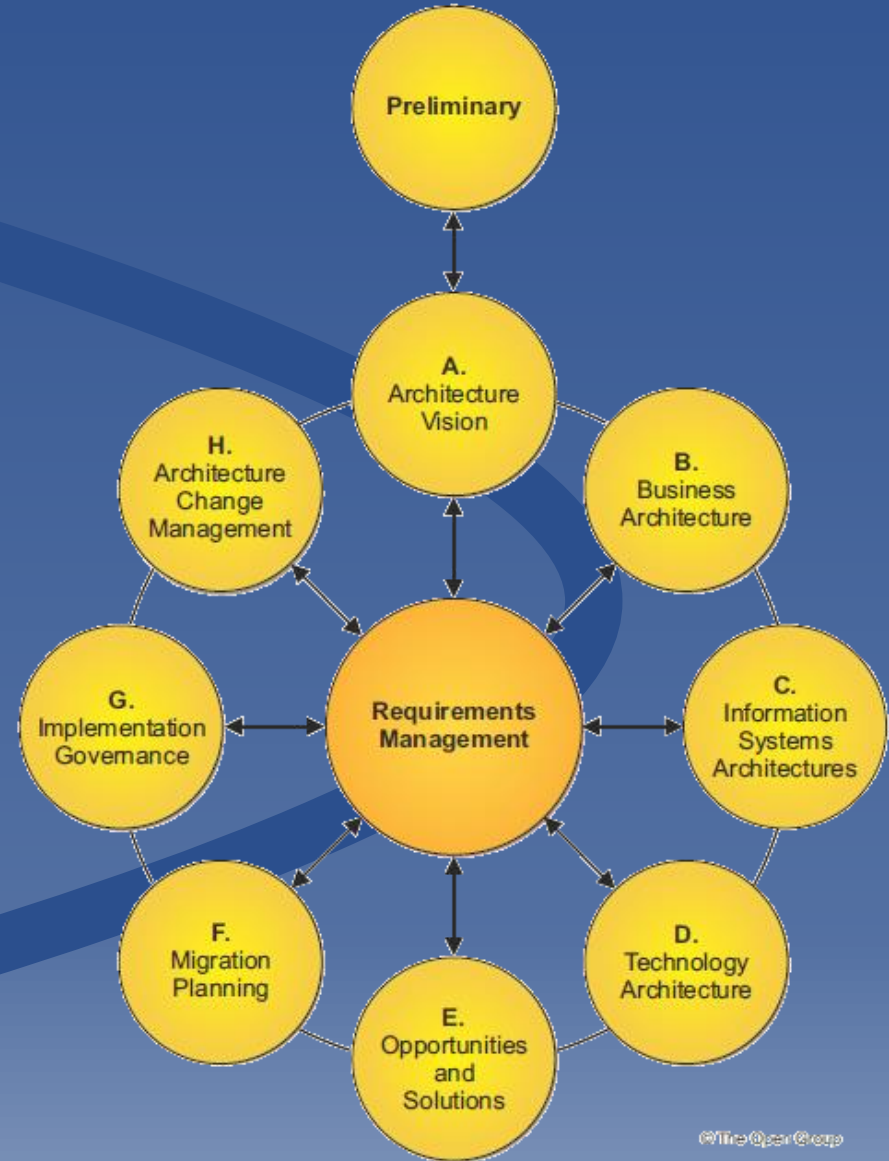 Preliminary
A.
Architecture
Vision
B.
Business
Architecture
C.
Information
Systems
Architectures
D.
Technology
Architecture
E.
Opportunities
and
Solutions
F.
Migration
Planning
G.
Implementation
Governance
H.
Architecture
Change
Management
Requirements
Management
© The Open Group